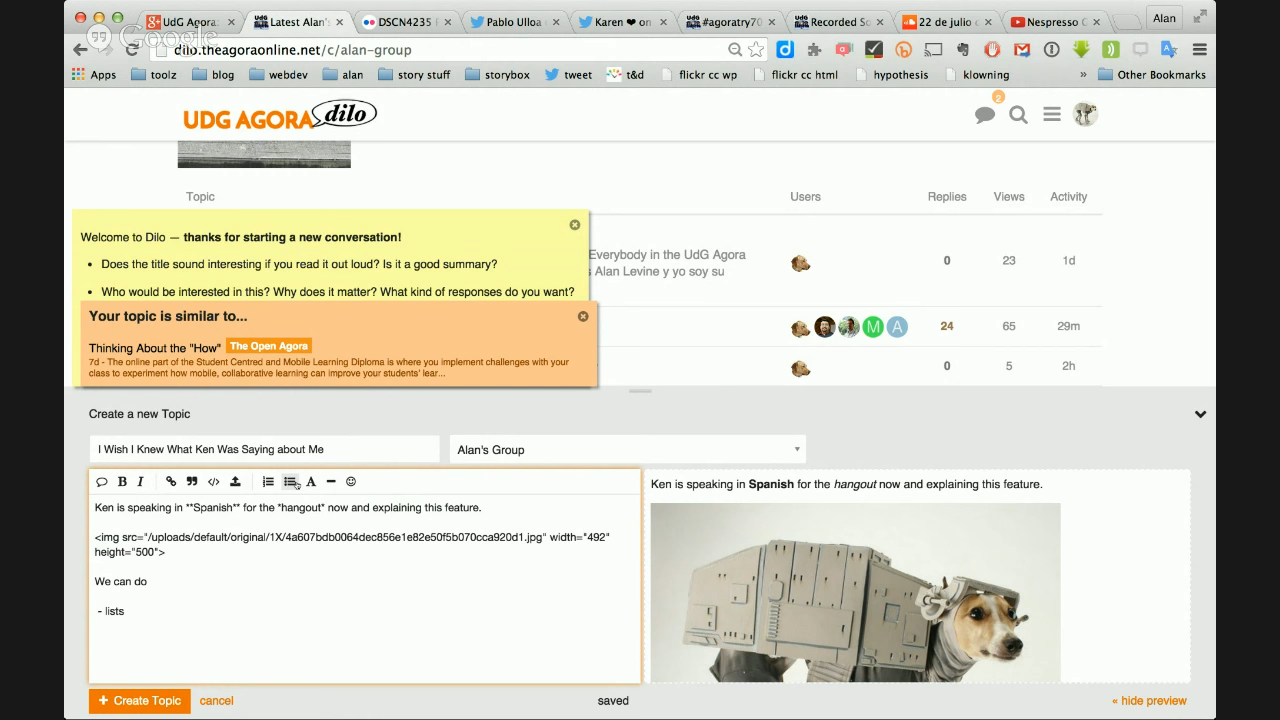 UdG Agora:
Latest Alan's
DSCN4235
Pablo Ulloa
Karen ❤ on
#agoratry70
Recorded So
22 de julio
Nespresso C
Alan
Google
dilo.theagoraonline.net/c/alan-group
Apps
toolz
blog
webdev
alan
story stuff
storybox
tweet
t&d
flickr cc wp
flickr cc html
hypothesis
klowning
»
Other Bookmarks
UDG AGORA dilo
2
Topic
Users
Replies
Views
Activity
Welcome to Dilo — thanks for starting a new conversation!
• Does the title sound interesting if you read it out loud? Is it a good summary?
• Who would be interested in this? Why does it matter? What kind of responses do you want?
Everybody in the UdG Agora
s Alan Levine y yo soy su
0
23
1d
Your topic is similar to...
Thinking About the "How" The Open Agora
7d - The online part of the Student Centred and Mobile Learning Diploma is where you implement challenges with your
class to experiment how mobile, collaborative learning can improve your students' lear...
M
A
24
65
29m
0
5
2h
Create a new Topic
I Wish I Knew What Ken Was Saying about Me
Alan's Group
B I
A
Ken is speaking in **Spanish** for the *hangout* now and explaining this feature.
<img src="/uploads/default/original/1X/4a607bdb0064dec856e1e82e50f5b070cca920d1.jpg" width="492"
height="500">
We can do
- lists
Ken is speaking in Spanish for the hangout now and explaining this feature.
+ Create Topic
cancel
saved
« hide preview